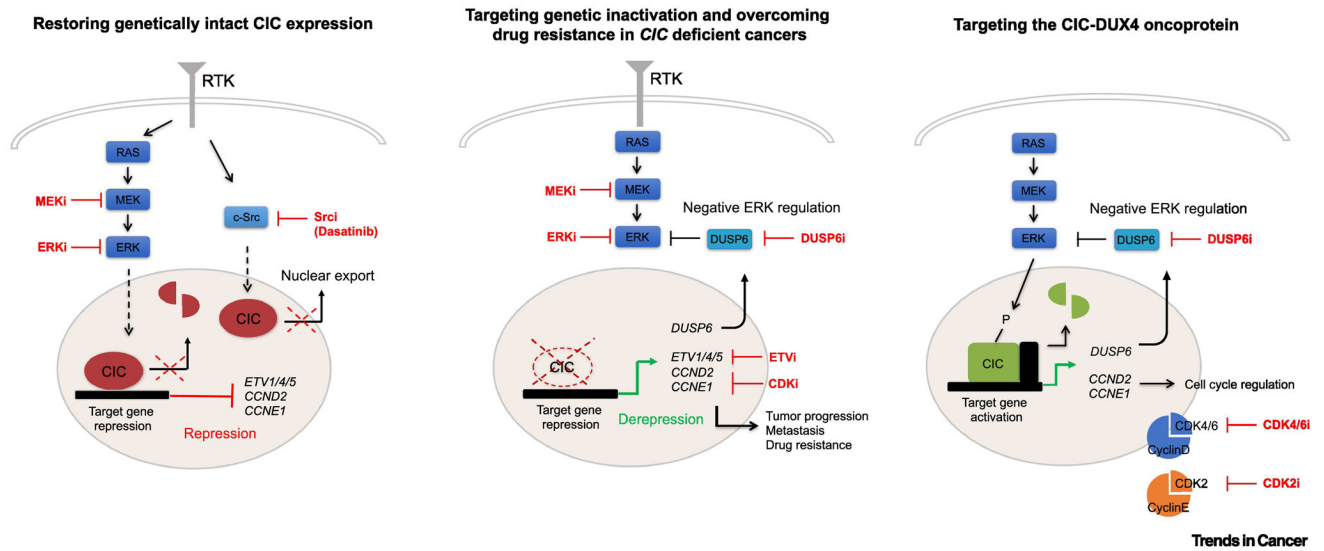 Restoring genetically intact CIC expression
RTK
RAS
MEKi
MEK
c-Src
Srci
(Dasatinib)
ERKi
ERK
Nuclear export
CIC
CIC
Target gene
repression
ETV1/4/5
CCND2
CCNE1
Repression
Targeting genetic inactivation and overcoming
drug resistance in CIC deficient cancers
RTK
RAS
MEKi
MEK
Negative ERK regulation
ERKi
ERK
DUSP6
DUSP6i
DUSP6
CIC
ETV1/4/5
CCND2
CCNE1
ETVi
CDKi
Target gene
repression
Derepression
Tumor progression
Metastasis
Drug resistance
Targeting the CIC-DUX4 oncoprotein
RAS
MEK
Negative ERK regulation
ERK
DUSP6
DUSP6i
P
CIC
DUSP6
CCND2
CCNE1
Cell cycle regulation
Target gene
activation
CDK4/6
CyclinD
CDK4/6i
CDK2
CyclinE
CDK2i
Trends in Cancer